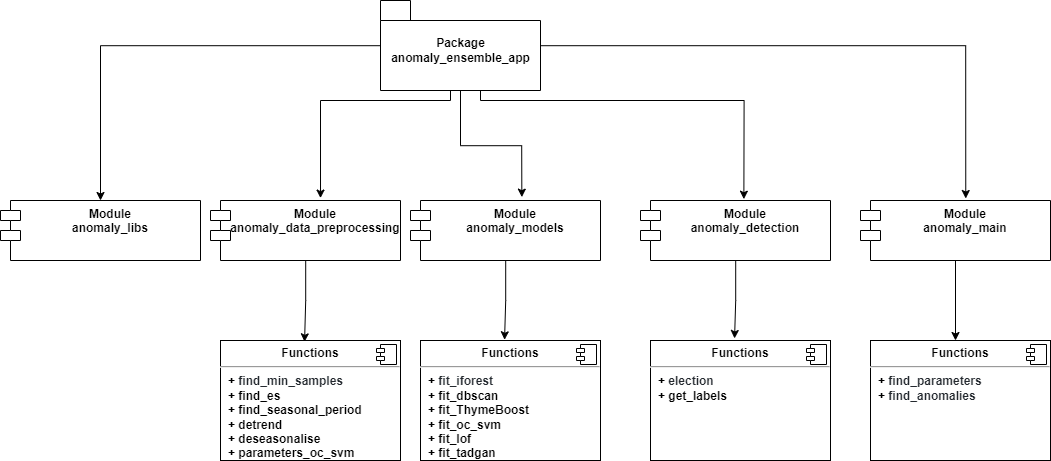 Package
anomaly_ensemble_app
Module
anomaly_libs
Module
anomaly_data_preprocessing
Module
anomaly_models
Module
anomaly_detection
Module
anomaly_main
Functions
+ find_min_samples
+ find_es
+ find_seasonal_period
+ detrend
+ deseasonalise
+ parameters_oc_svm
Functions
+ fit_iforest
+ fit_dbscan
+ fit_ThymeBoost
+ fit_oc_svm
+ fit_lof
+ fit_tadgan
Functions
+ election
+ get_labels
Functions
+ find_parameters
+ find_anomalies